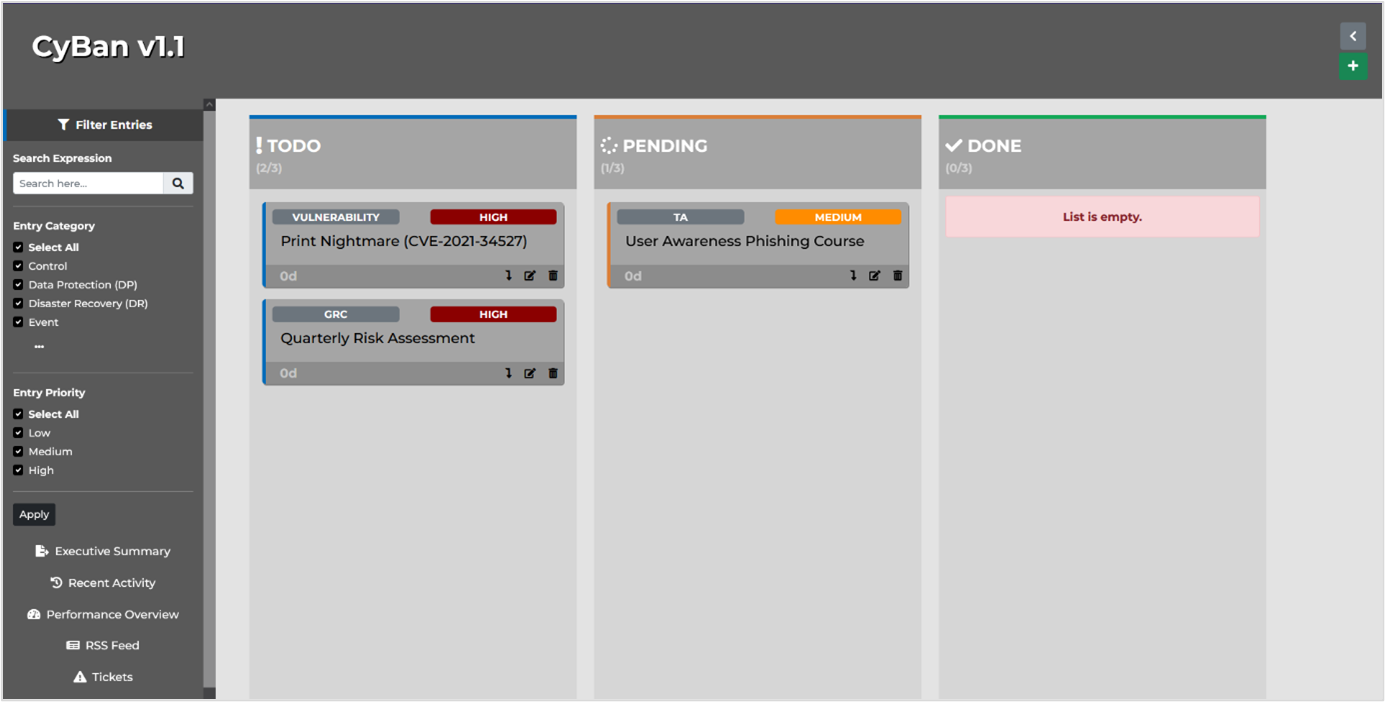 CyBan v1.1
Filter Entries
Search Expression
Search here...
Entry Category
Select All
Control
Data Protection (DP)
Disaster Recovery (DR)
Event
...
Entry Priority
Select All
Low
Medium
High
Apply
Executive Summary
Recent Activity
Performance Overview
RSS Feed
Tickets
TODO
(2/3)
VULNERABILITY HIGH
Print Nightmare (CVE-2021-34527)
0d
GRC HIGH
Quarterly Risk Assessment
0d
PENDING
(1/3)
TA MEDIUM
User Awareness Phishing Course
0d
DONE
(0/3)
List is empty.